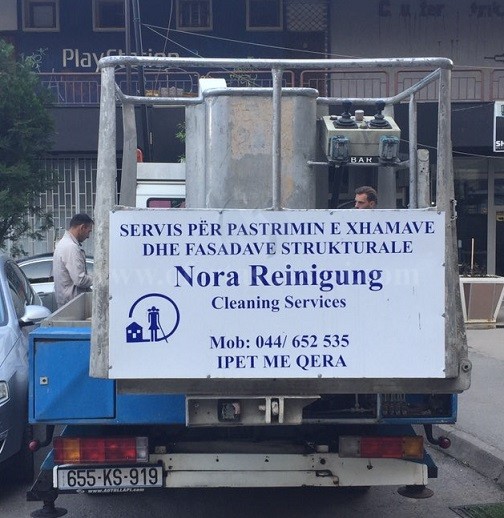 PlayStation
BAR
SERVIS PËR PASTRIMIN E XHAMAVE
DHE FASADAVE STRUKTURALE
Nora Reinigung
Cleaning Services
Mob: 044/ 652 535
IPET ME QERA
655-KS-919